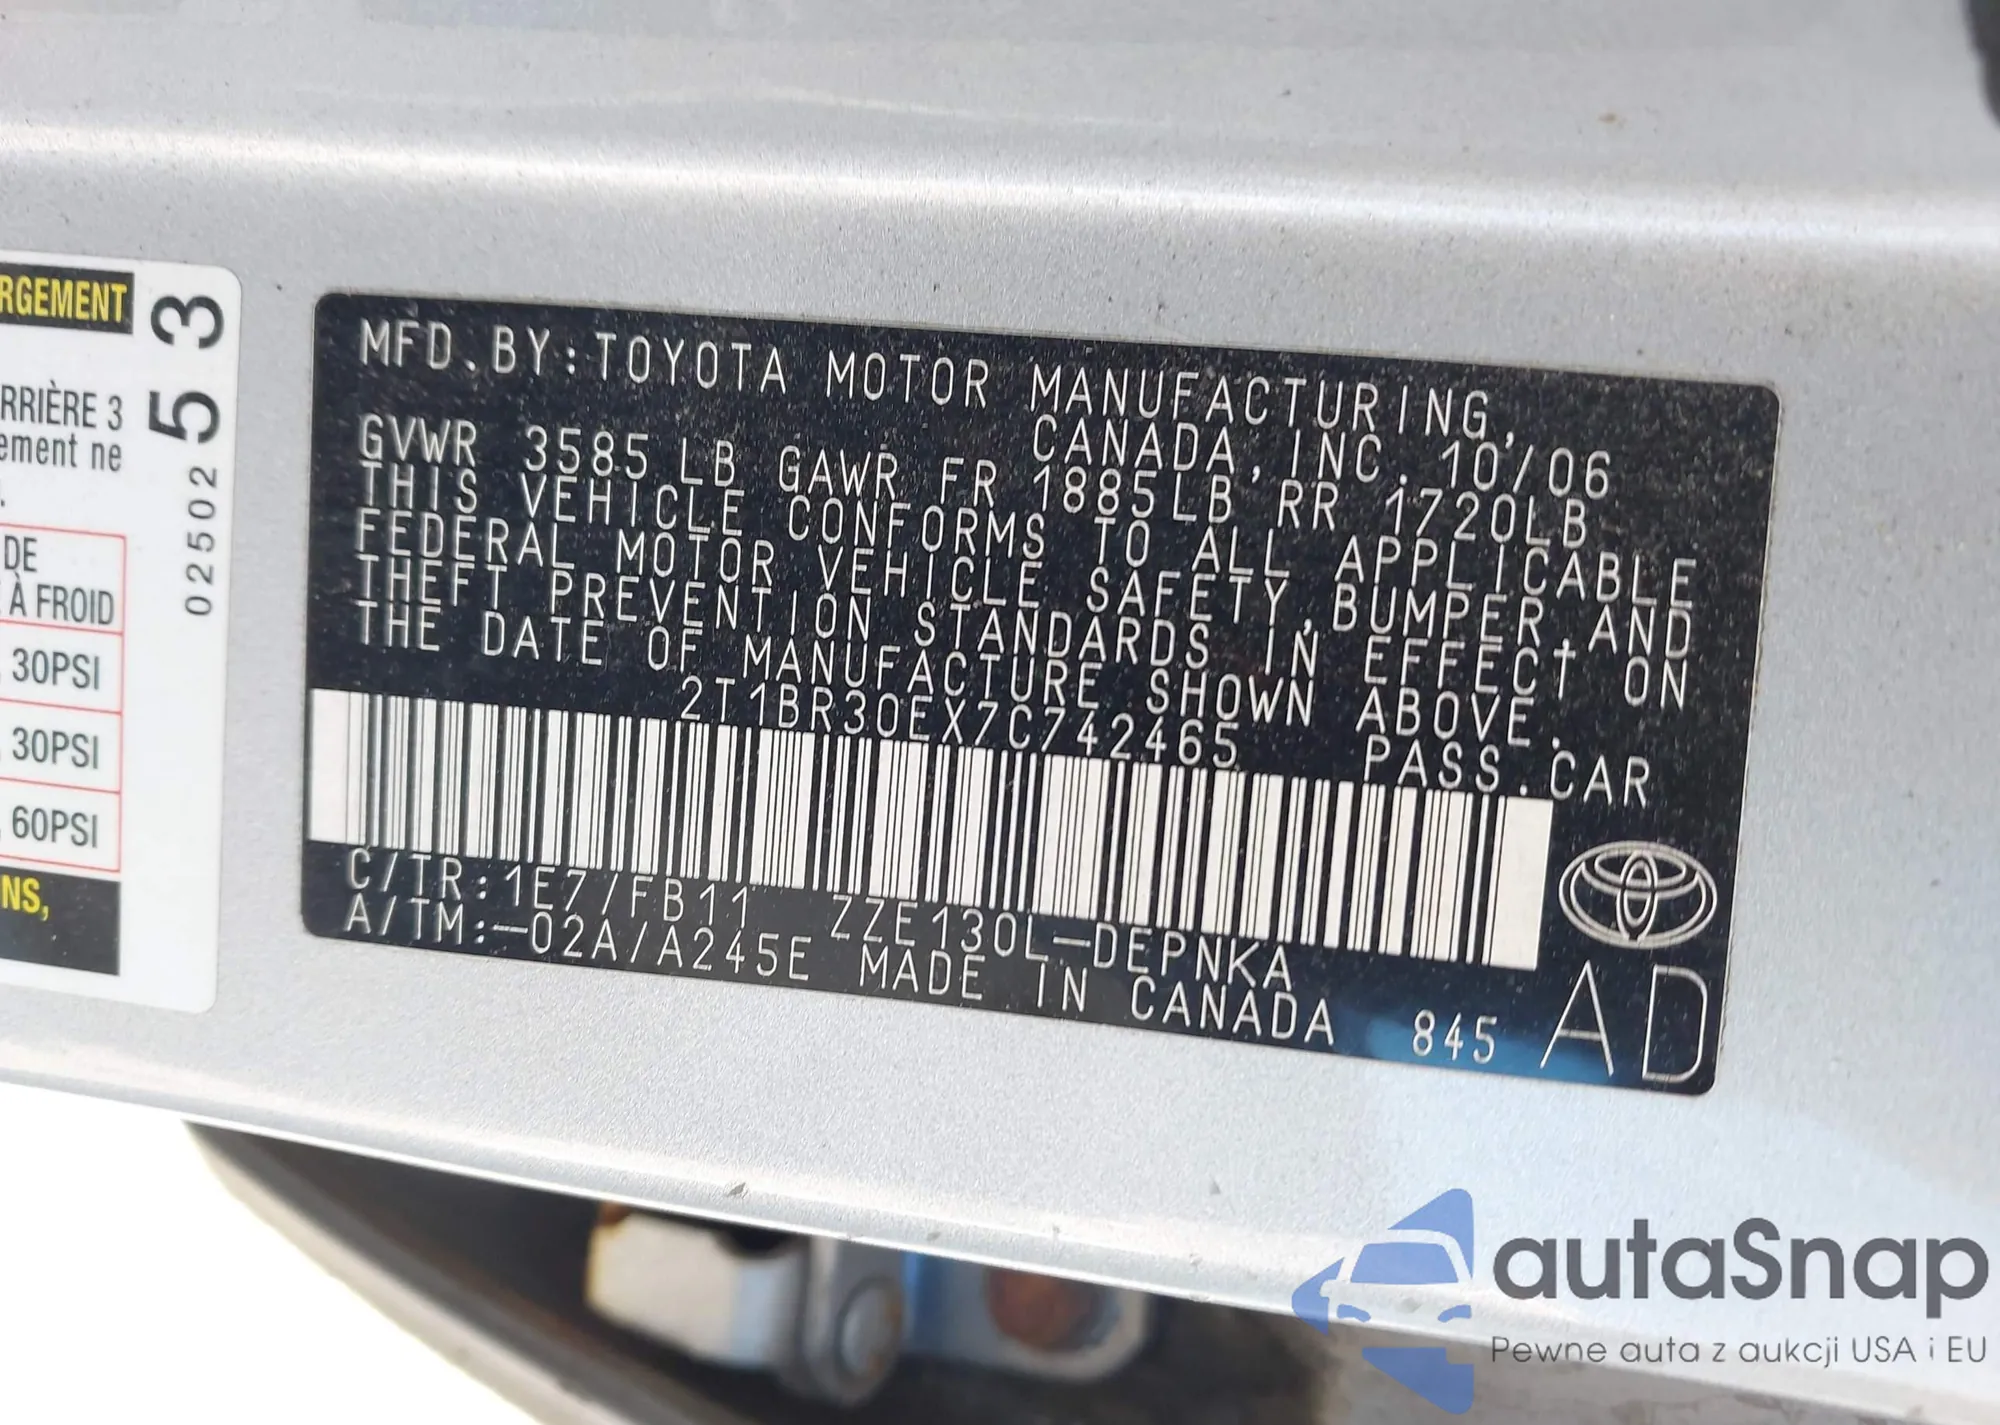 RGEMENT
RRIÈRE 3
ement ne
DE
À FROID
30PSI
30PSI
60PSI
NS,
02502 53
MFD.BY:TOYOTA MOTOR MANUFACTURING,
CANADA,INC. 10/06
GVWR 3585 LB GAWR FR 1885LB RR 1720LB
THIS VEHICLE CONFORMS TO ALL APPLICABLE
FEDERAL MOTOR VEHICLE SAFETY,BUMPER,AND
THEFT PREVENTION STANDARDS IN EFFECT ON
THE DATE OF MANUFACTURE SHOWN ABOVE.
2T1BR30EX7C742465 PASS.CAR
C/TR:1E7/FB11 ZZE130L-DEPNKA
A/TM:-02A/A245E MADE IN CANADA 845 AD
autaSnap
Pewne auta z aukcji USA i EU